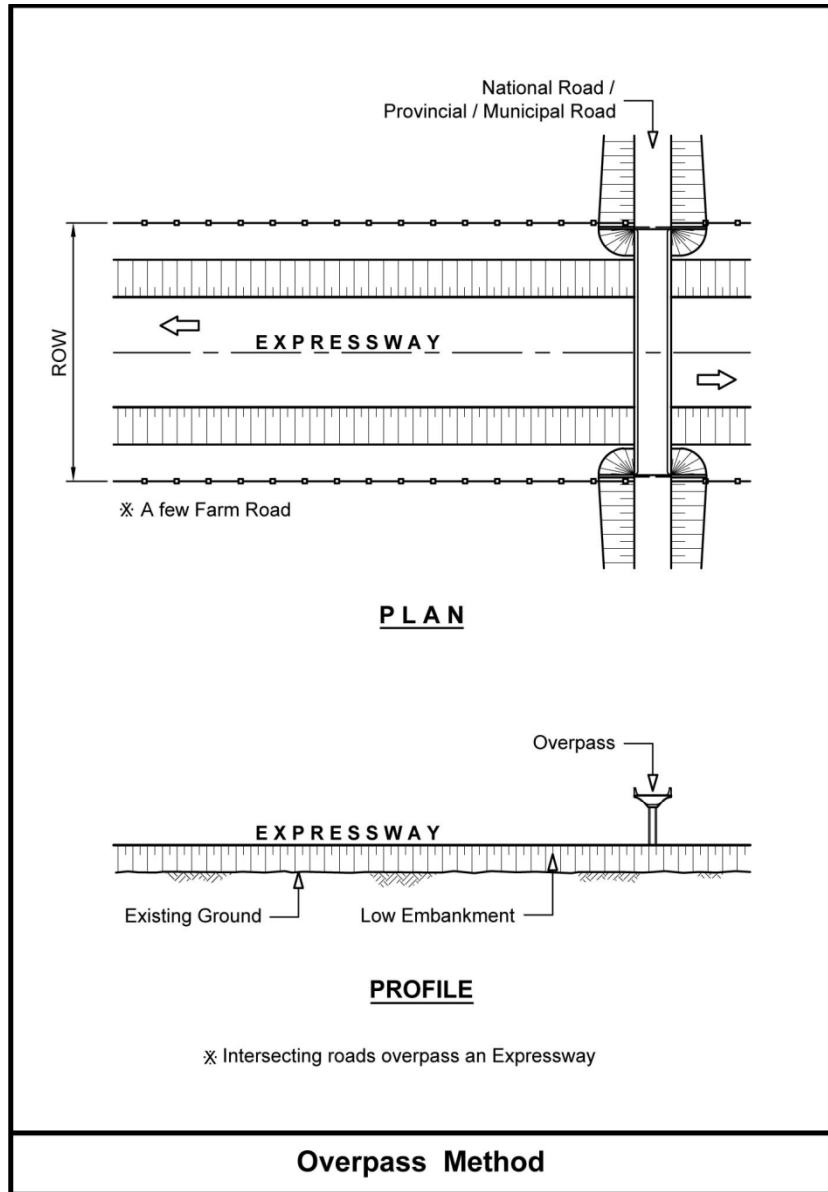 National Road /
Provincial / Municipal Road
ROW
EXPRESSWAY
※ A few Farm Road
PLAN
Overpass
EXPRESSWAY
Existing Ground
Low Embankment
PROFILE
※ Intersecting roads overpass an Expressway
Overpass Method